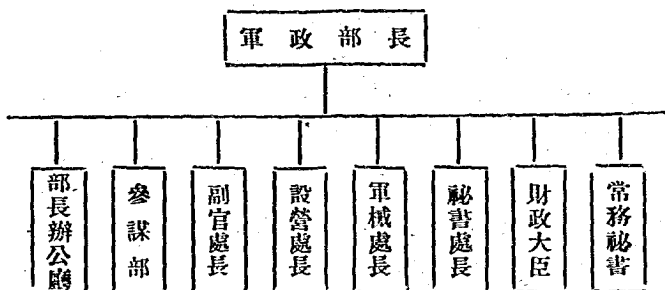 軍政部長
部長辦公廳
參謀部
副官處長
設營處長
軍械處長
祕書處長
財政大臣
常務祕書